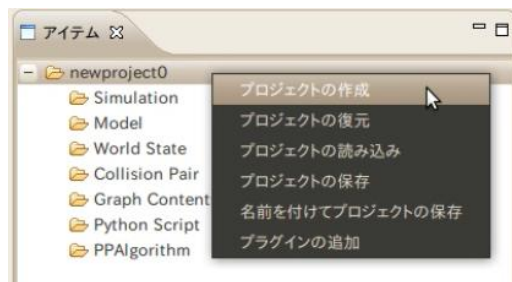 アイテム
newproject0
Simulation
Model
World State
Collision Pair
Graph Content
Python Script
PPAlgorithm
プロジェクトの作成
プロジェクトの復元
プロジェクトの読み込み
プロジェクトの保存
名前を付けてプロジェクトの保存
プラグインの追加